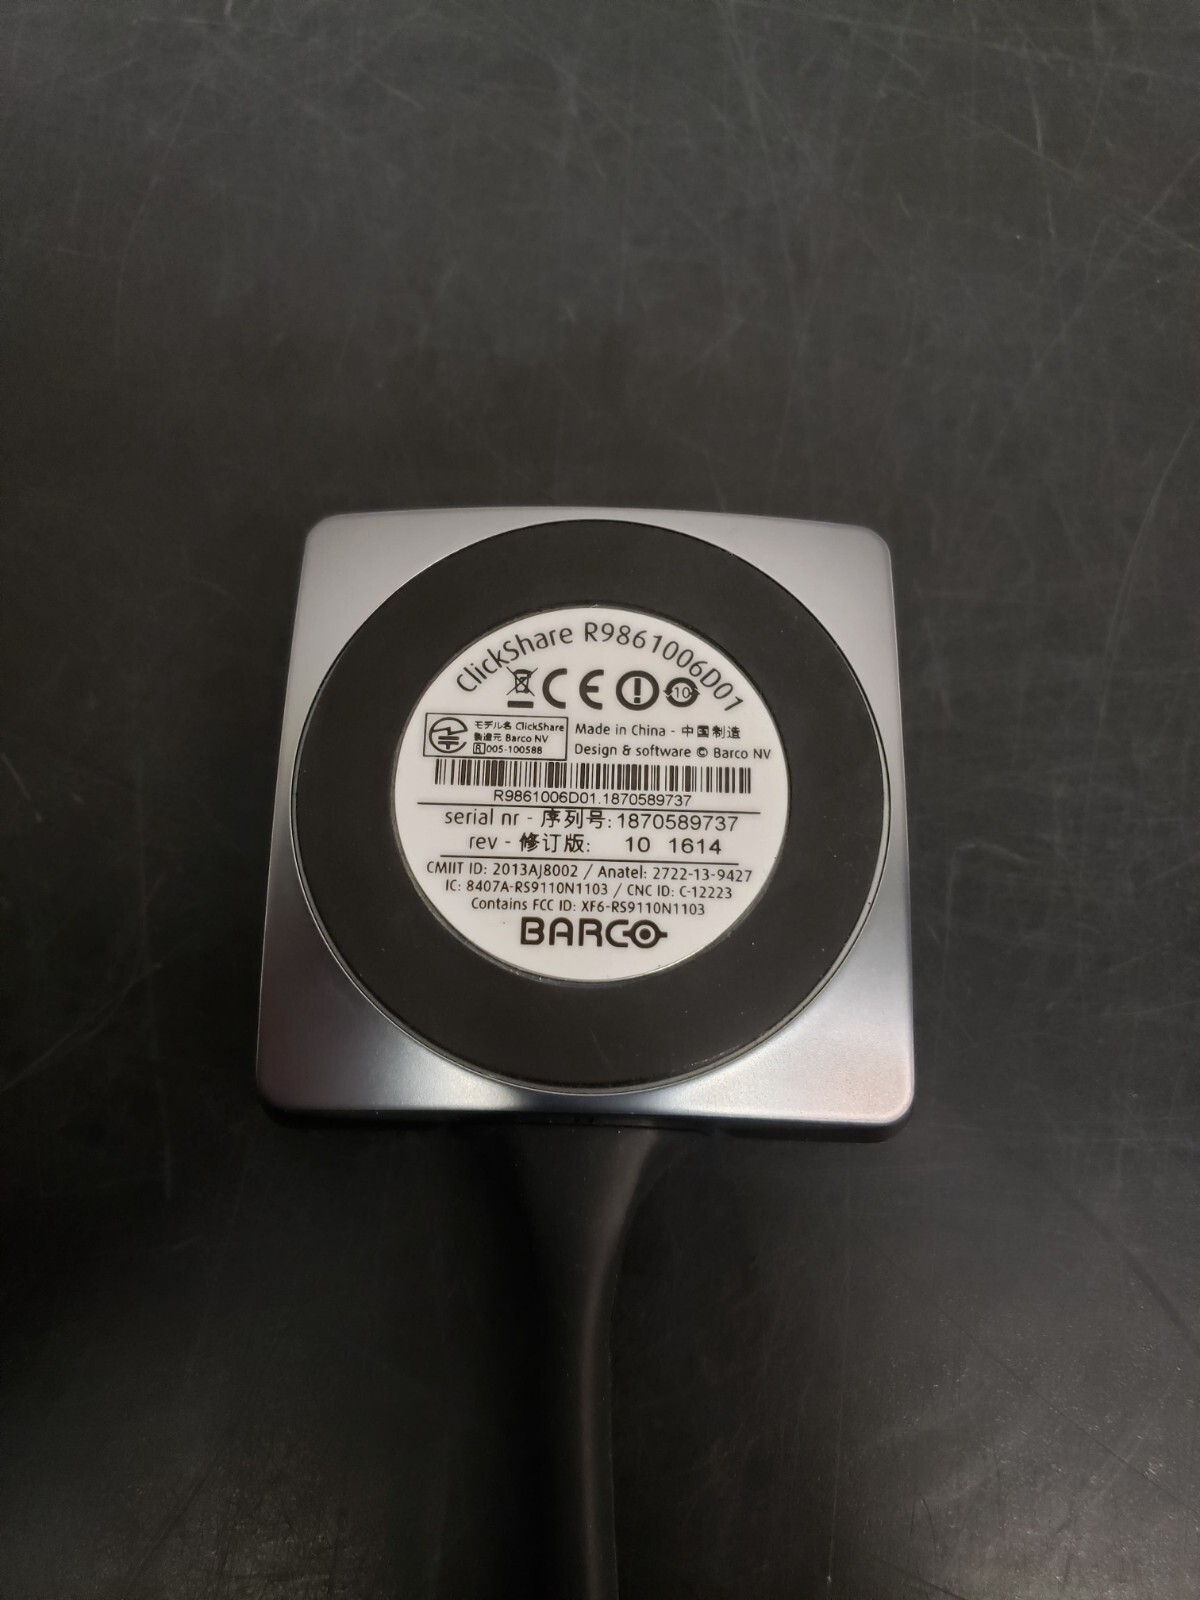 ClickShare R9861006D01
CE 10
モデル名 ClickShare
製造元 Barco NV
R 005-100588
Made in China - 中国制造
Design & software © Barco NV
R9861006D01.1870589737
serial nr - 序列号: 1870589737
rev - 修订版: 10 1614
CMIIT ID: 2013AJ8002 / Anatel: 2722-13-9427
IC: 8407A-RS9110N1103 / CNC ID: C-12223
Contains FCC ID: XF6-RS9110N1103
BARCO